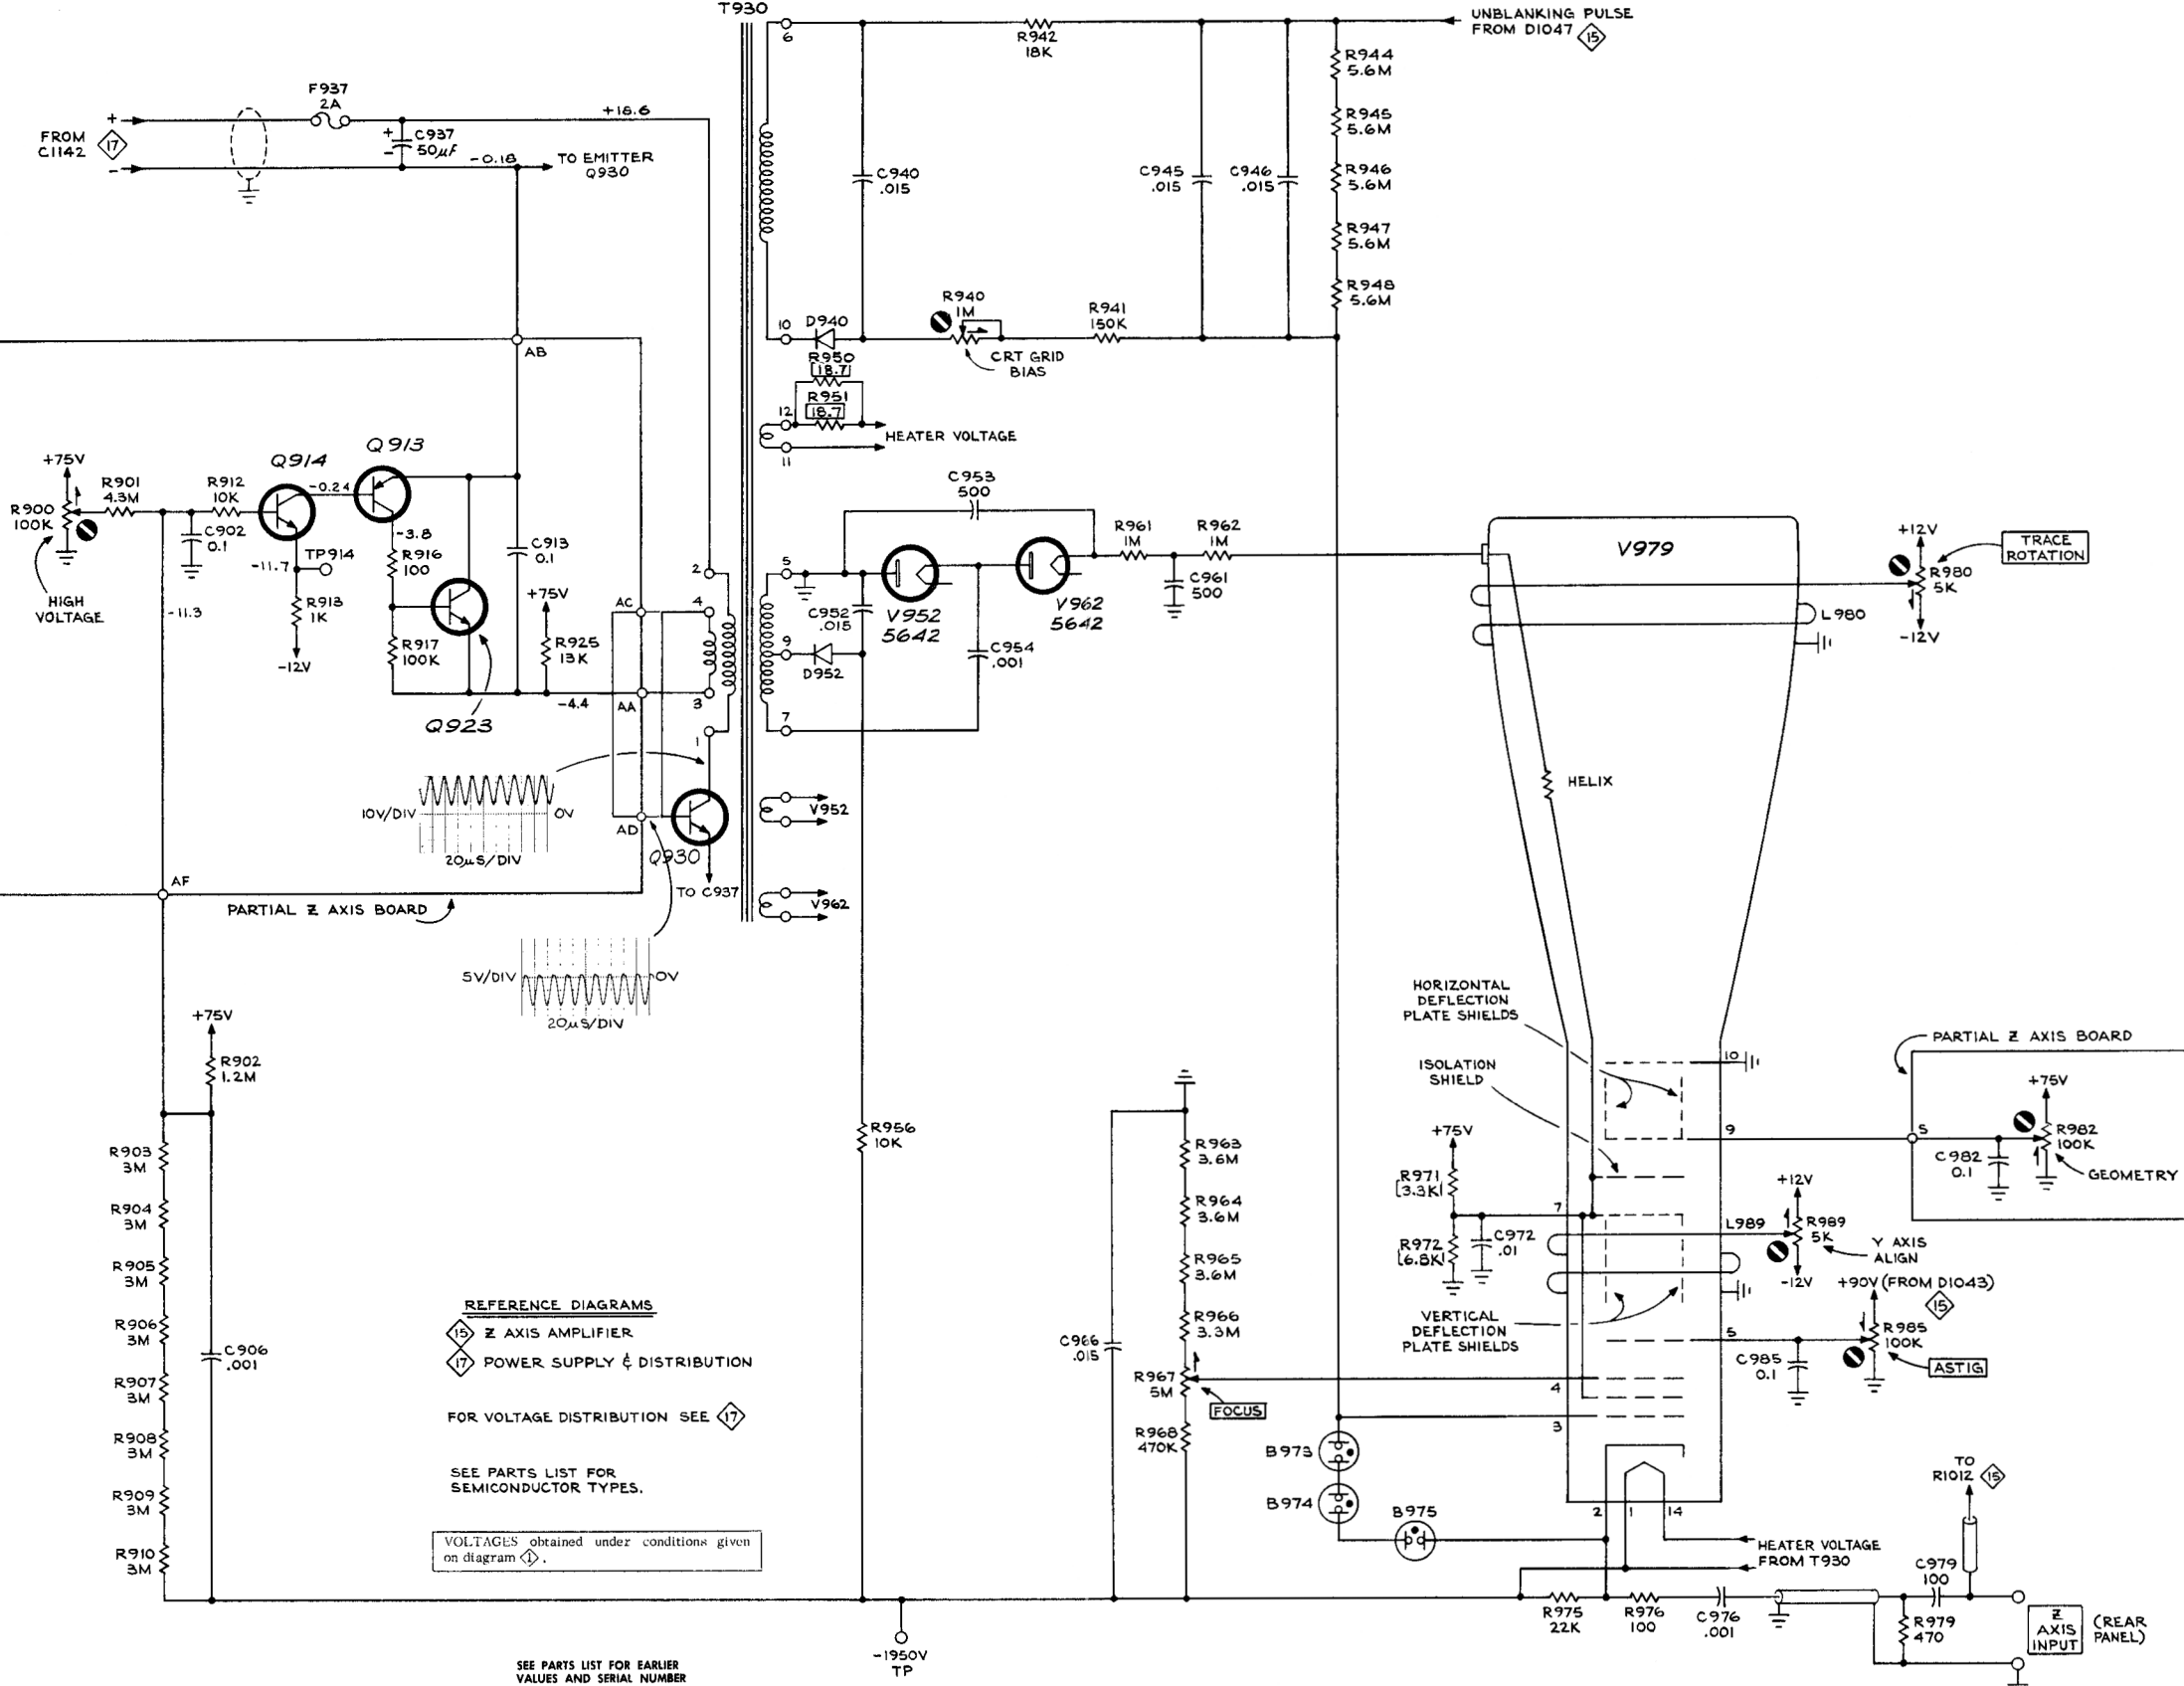 T930
6
R942
18K
UNBLANKING PULSE
FROM D1047 15
R944
5.6M
R945
5.6M
R946
5.6M
R947
5.6M
R948
5.6M
F937
2A
+18.6
+
FROM
C1142 17
-
+
-
C937
50µF
-0.18
TO EMITTER
Q930
C940
.015
C945
.015
C946
.015
10
D940
R940
1M
R941
150K
CRT GRID
BIAS
AB
R950
18.7
R951
18.7
12
HEATER VOLTAGE
11
+75V
R900
100K
HIGH
VOLTAGE
R901
4.3M
R912
10K
C902
0.1
Q914
-0.24
Q913
-11.7
TP914
R913
1K
-12V
-11.3
-3.8
R916
100
R917
100K
Q923
C913
0.1
+75V
R925
13K
-4.4
AC
AA
AD
2
4
3
1
5
9
7
C952
.015
D952
C953
500
V952
5642
C954
.001
V962
5642
R961
1M
R962
1M
C961
500
V979
+12V
TRACE
ROTATION
R980
5K
-12V
L980
HELIX
10V/DIV
0V
20µS/DIV
Q930
TO C937
V952
V962
AF
PARTIAL Z AXIS BOARD
5V/DIV
0V
20µS/DIV
+75V
R902
1.2M
R903
3M
R904
3M
R905
3M
R906
3M
R907
3M
R908
3M
R909
3M
R910
3M
C906
.001
REFERENCE DIAGRAMS
15 Z AXIS AMPLIFIER
17 POWER SUPPLY & DISTRIBUTION
FOR VOLTAGE DISTRIBUTION SEE 17
SEE PARTS LIST FOR
SEMICONDUCTOR TYPES.
VOLTAGES obtained under conditions given
on diagram 1.
R956
10K
-1950V
TP
SEE PARTS LIST FOR EARLIER
VALUES AND SERIAL NUMBER
C966
.015
R963
3.6M
R964
3.6M
R965
3.6M
R966
3.3M
R967
5M
FOCUS
R968
470K
HORIZONTAL
DEFLECTION
PLATE SHIELDS
ISOLATION
SHIELD
+75V
R971
3.3K
R972
6.8K
C972
.01
VERTICAL
DEFLECTION
PLATE SHIELDS
10
9
7
5
4
3
2
1
14
B973
B974
B975
PARTIAL Z AXIS BOARD
+75V
S
C982
0.1
R982
100K
GEOMETRY
+12V
L989
R989
5K
Y AXIS
ALIGN
-12V
+90V (FROM D1043)
15
R985
100K
C985
0.1
ASTIG
HEATER VOLTAGE
FROM T930
R975
22K
R976
100
C976
.001
TO
R1012 15
C979
100
R979
470
Z
AXIS
INPUT
(REAR
PANEL)